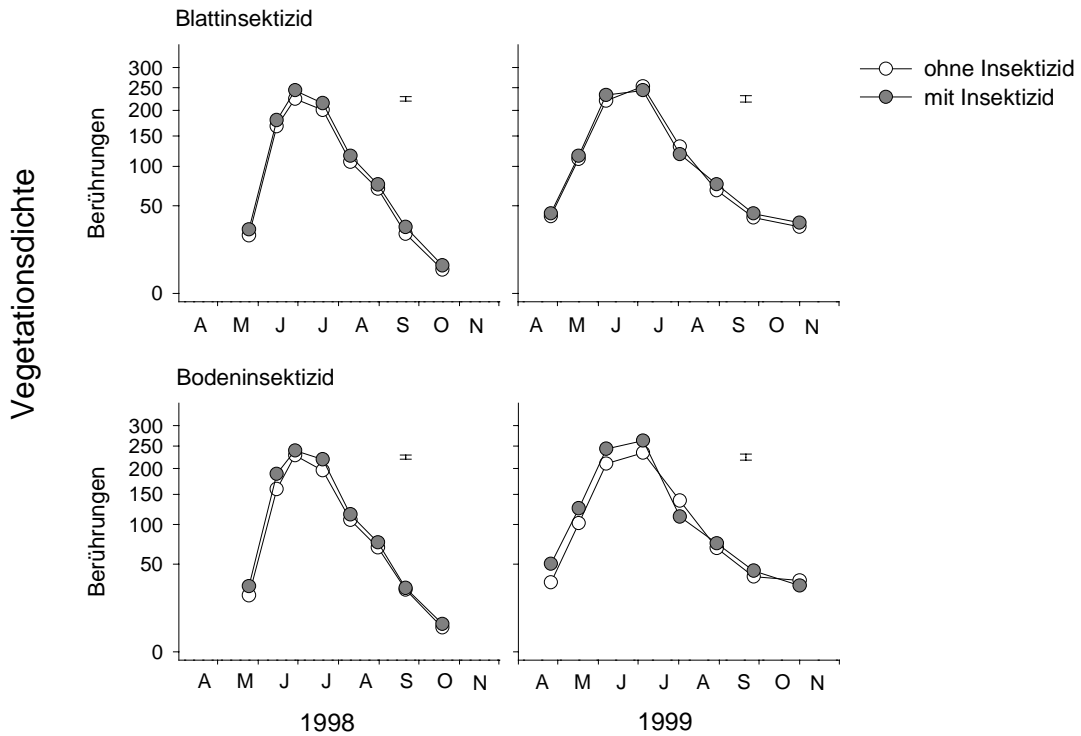 Blattinsektizid
Vegetationsdichte
Berührungen
300
250
200
150
100
50
0
A M J J A S O N
A M J J A S O N
ohne Insektizid
mit Insektizid
Bodeninsektizid
Berührungen
300
250
200
150
100
50
0
A M J J A S O N
A M J J A S O N
1998
1999